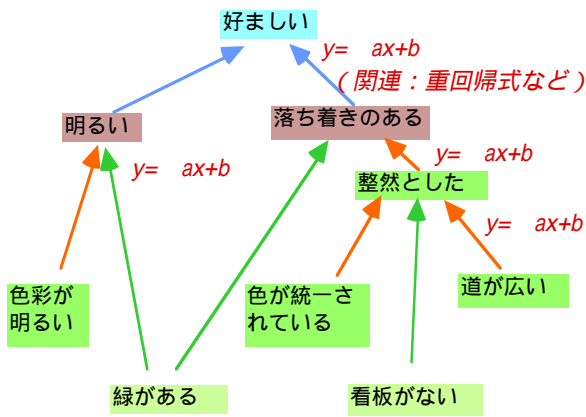 好ましい
y= ax+b
(関連：重回帰式など)
明るい
落ち着きのある
y= ax+b
y= ax+b
整然とした
y= ax+b
色彩が
明るい
色が統一さ
れている
道が広い
緑がある
看板がない